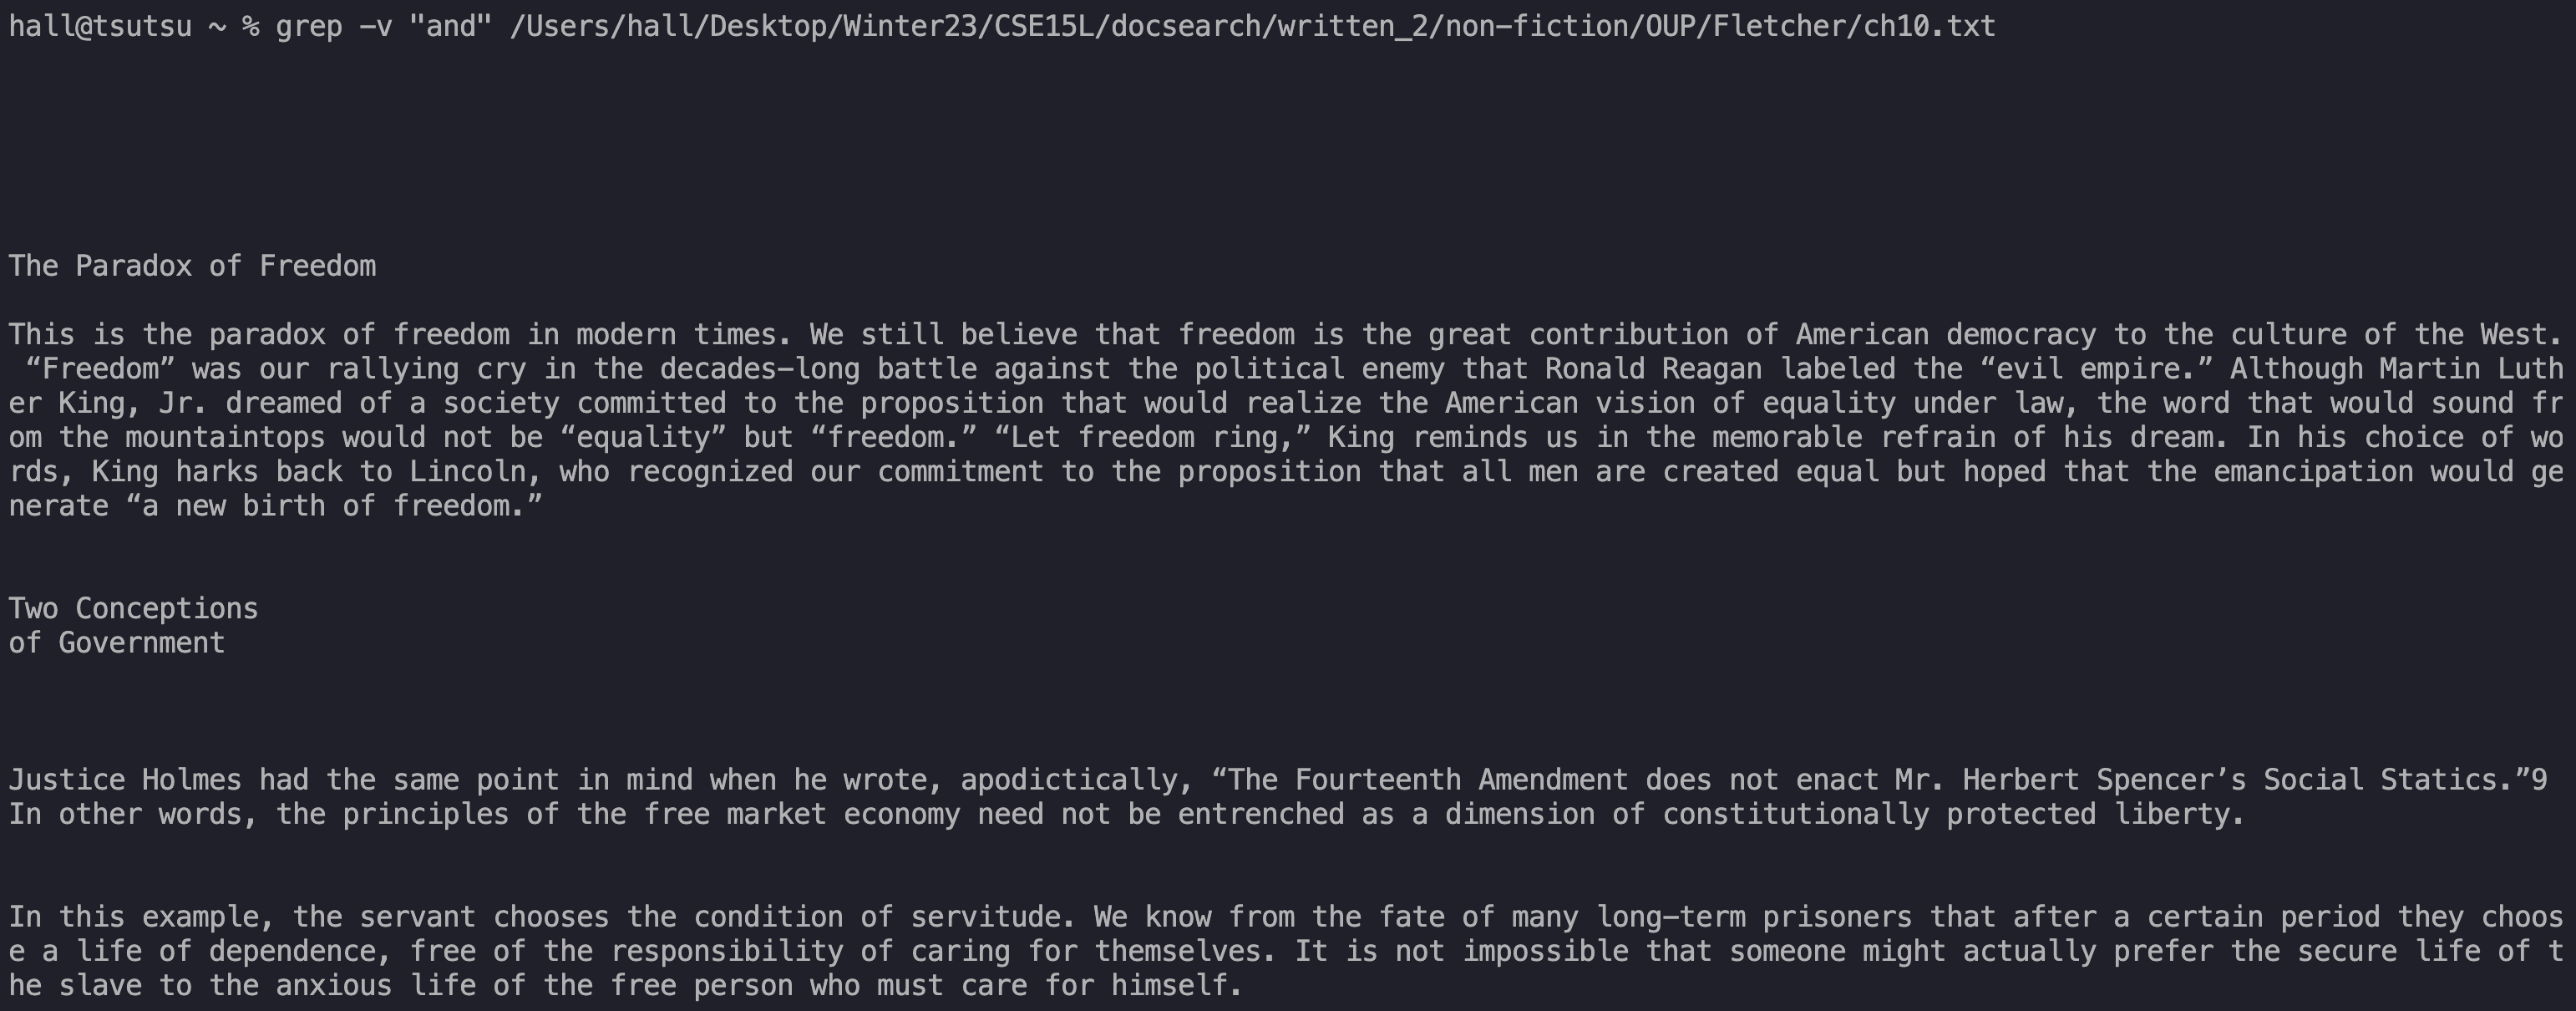 hall@tsutsu ~ % grep -v "and" /Users/hall/Desktop/Winter23/CSE15L/docsearch/written_2/non-fiction/OUP/Fletcher/ch10.txt
The Paradox of Freedom
This is the paradox of freedom in modern times. We still believe that freedom is the great contribution of American democracy to the culture of the West.
“Freedom” was our rallying cry in the decades-long battle against the political enemy that Ronald Reagan labeled the “evil empire.” Although Martin Luth
er King, Jr. dreamed of a society committed to the proposition that would realize the American vision of equality under law, the word that would sound fr
om the mountaintops would not be “equality” but “freedom.” “Let freedom ring,” King reminds us in the memorable refrain of his dream. In his choice of wo
rds, King harks back to Lincoln, who recognized our commitment to the proposition that all men are created equal but hoped that the emancipation would ge
nerate “a new birth of freedom.”
Two Conceptions
of Government
Justice Holmes had the same point in mind when he wrote, apodictically, “The Fourteenth Amendment does not enact Mr. Herbert Spencer’s Social Statics.”9
In other words, the principles of the free market economy need not be entrenched as a dimension of constitutionally protected liberty.
In this example, the servant chooses the condition of servitude. We know from the fate of many long-term prisoners that after a certain period they choos
e a life of dependence, free of the responsibility of caring for themselves. It is not impossible that someone might actually prefer the secure life of t
he slave to the anxious life of the free person who must care for himself.